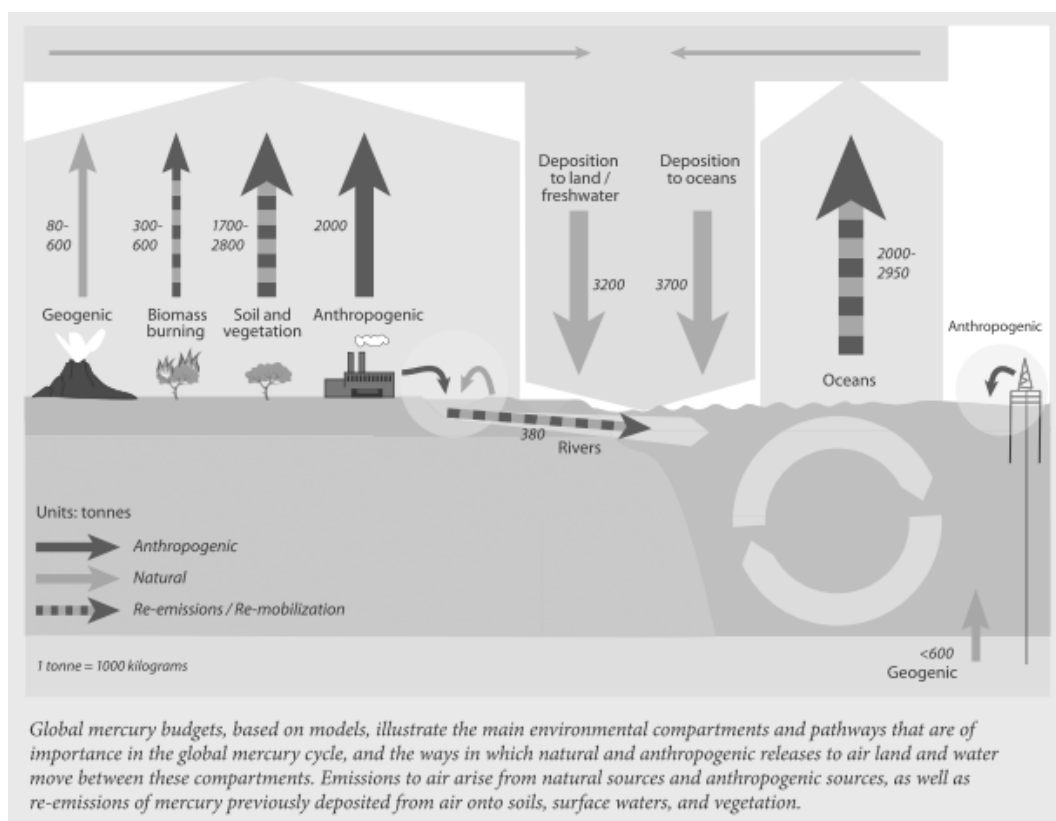 Deposition
to land /
freshwater
Deposition
to oceans
80-
600
300-
600
1700-
2800
2000
3200
3700
2000-
2950
Geogenic
Biomass
burning
Soil and
vegetation
Anthropogenic
Anthropogenic
Oceans
380
Rivers
Units: tonnes
Anthropogenic
Natural
Re-emissions / Re-mobilization
1 tonne = 1000 kilograms
<600
Geogenic
Global mercury budgets, based on models, illustrate the main environmental compartments and pathways that are of
importance in the global mercury cycle, and the ways in which natural and anthropogenic releases to air land and water
move between these compartments. Emissions to air arise from natural sources and anthropogenic sources, as well as
re-emissions of mercury previously deposited from air onto soils, surface waters, and vegetation.